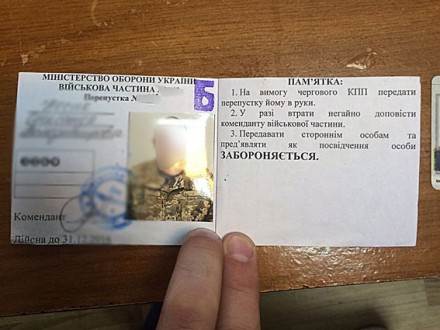 МІНІСТЕРСТВО ОБОРОНИ УКРАЇНИ
ВІЙСЬКОВА ЧАСТИНА
Перепустка №
Б
Комендант
Дійсна до 31.12.2016
ПАМ'ЯТКА:
1. На вимогу чергового КПП передати
перепустку йому в руки.
2. У разі втрати негайно доповісти
коменданту військової частини.
3. Передавати стороннім особам та
пред'являти як посвідчення особи
ЗАБОРОНЯЄТЬСЯ.